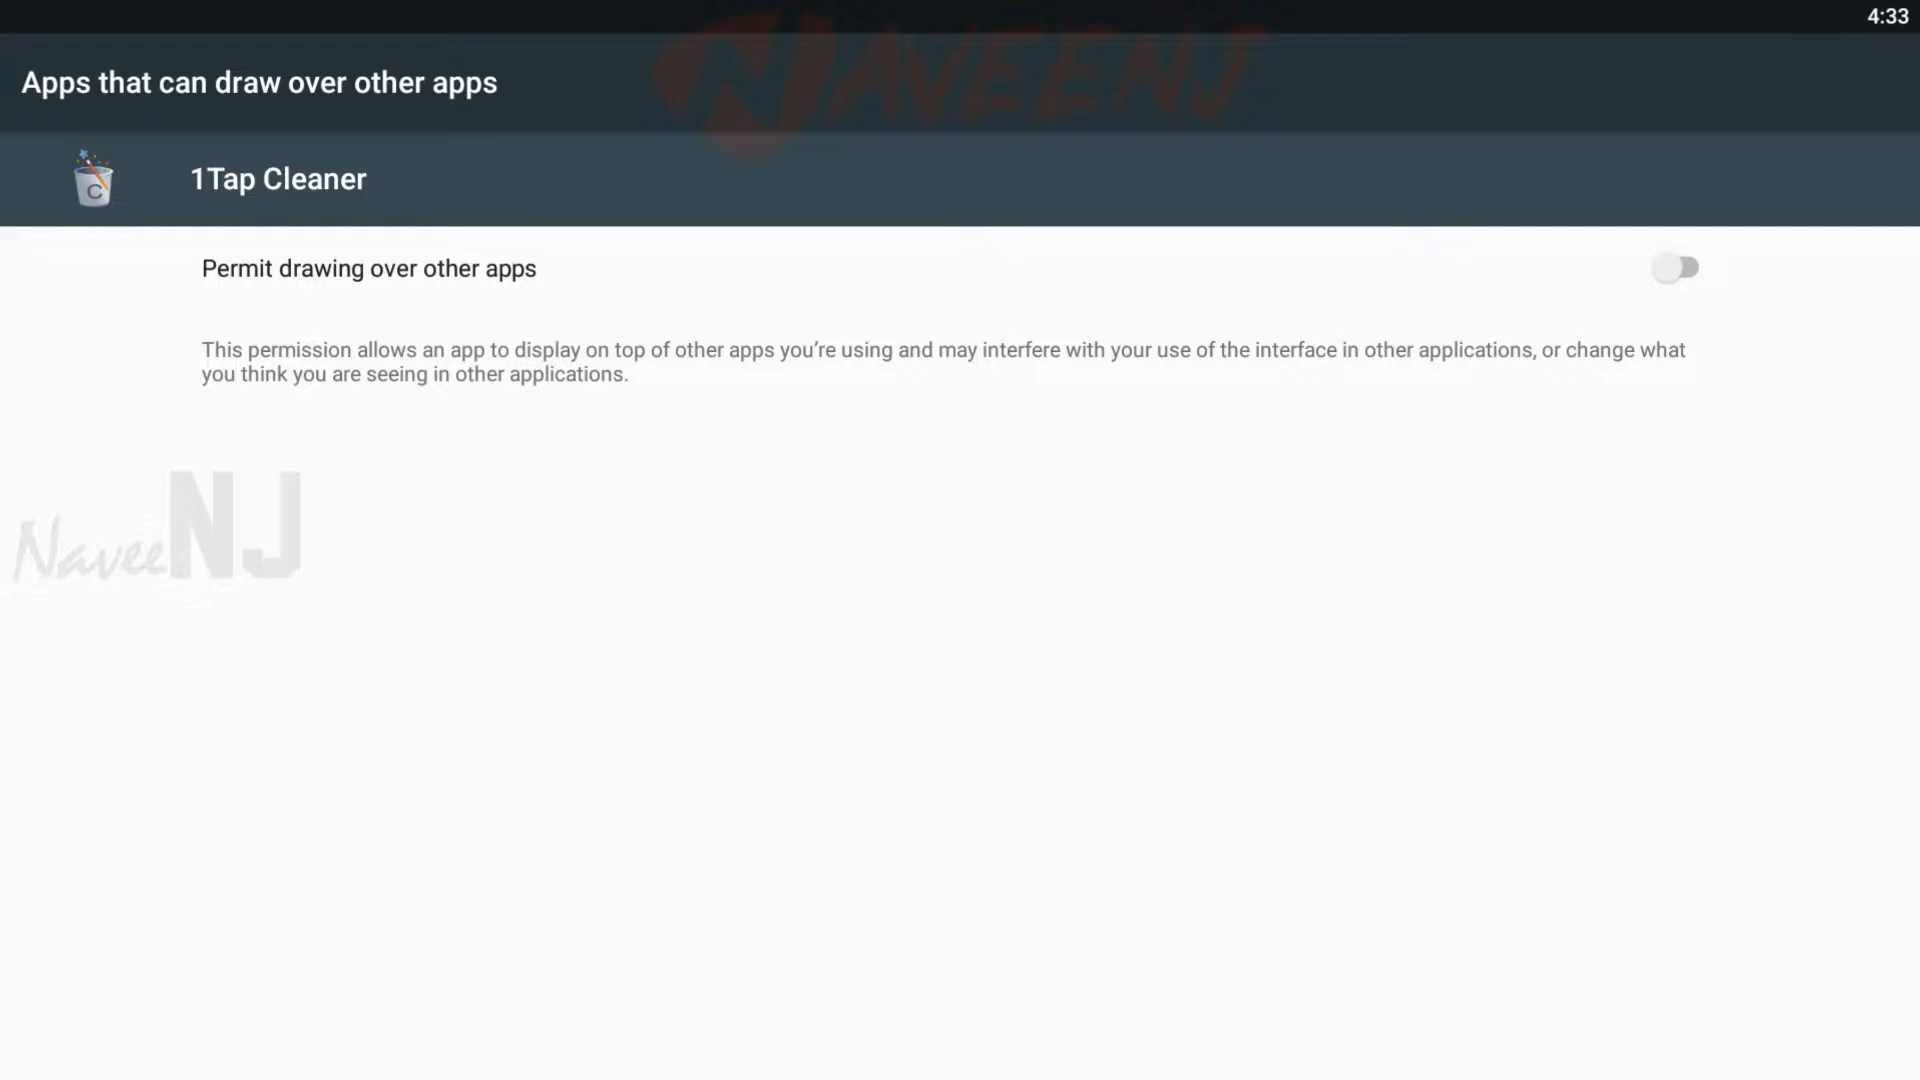 4:33
NAVEENJ
Apps that can draw over other apps
C
1Tap Cleaner
Permit drawing over other apps
This permission allows an app to display on top of other apps you’re using and may interfere with your use of the interface in other applications, or change what
you think you are seeing in other applications.
NaveeNJ